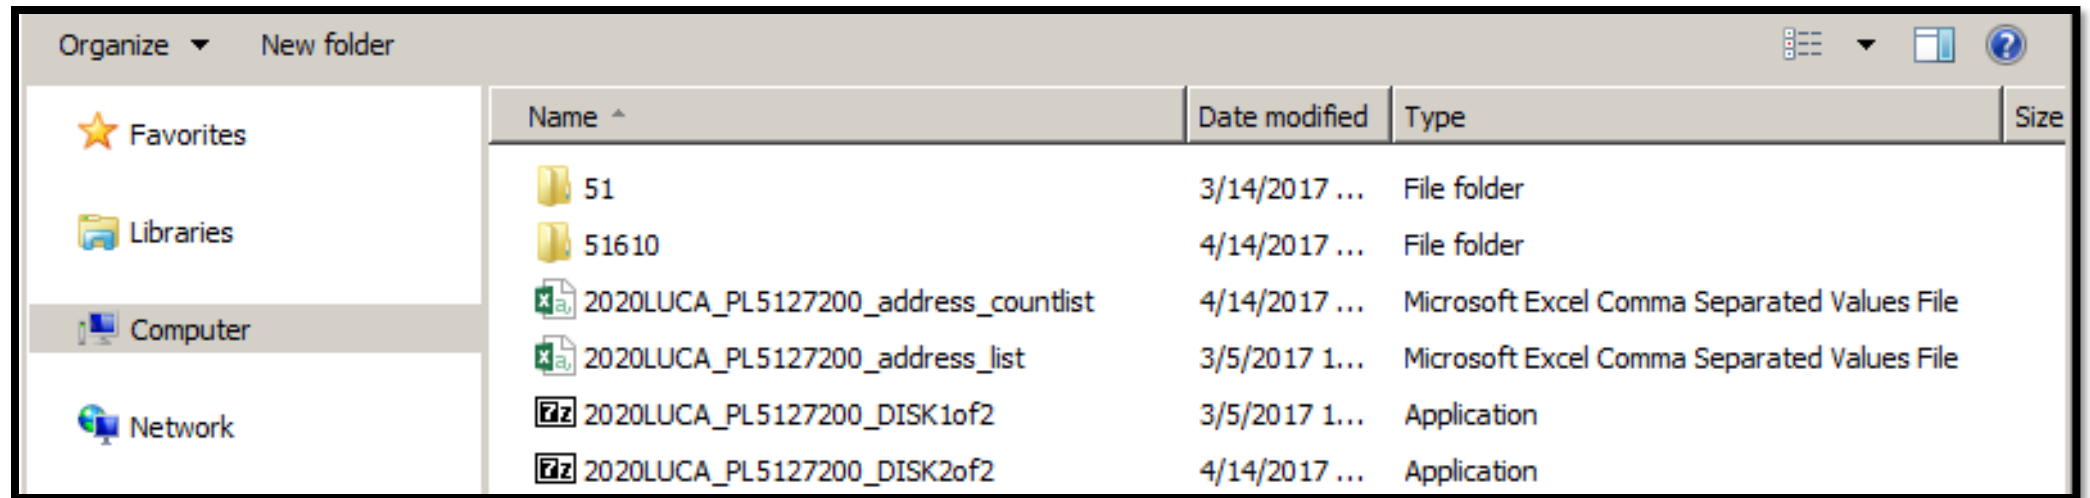 Organize New folder
Name Date modified Type Size
Favorites
Libraries
Computer
Network
51 3/14/2017 ... File folder
51610 4/14/2017 ... File folder
2020LUCA_PL5127200_address_countlist 4/14/2017 ... Microsoft Excel Comma Separated Values File
2020LUCA_PL5127200_address_list 3/5/2017 1... Microsoft Excel Comma Separated Values File
2020LUCA_PL5127200_DISK1of2 3/5/2017 1... Application
2020LUCA_PL5127200_DISK2of2 4/14/2017 ... Application